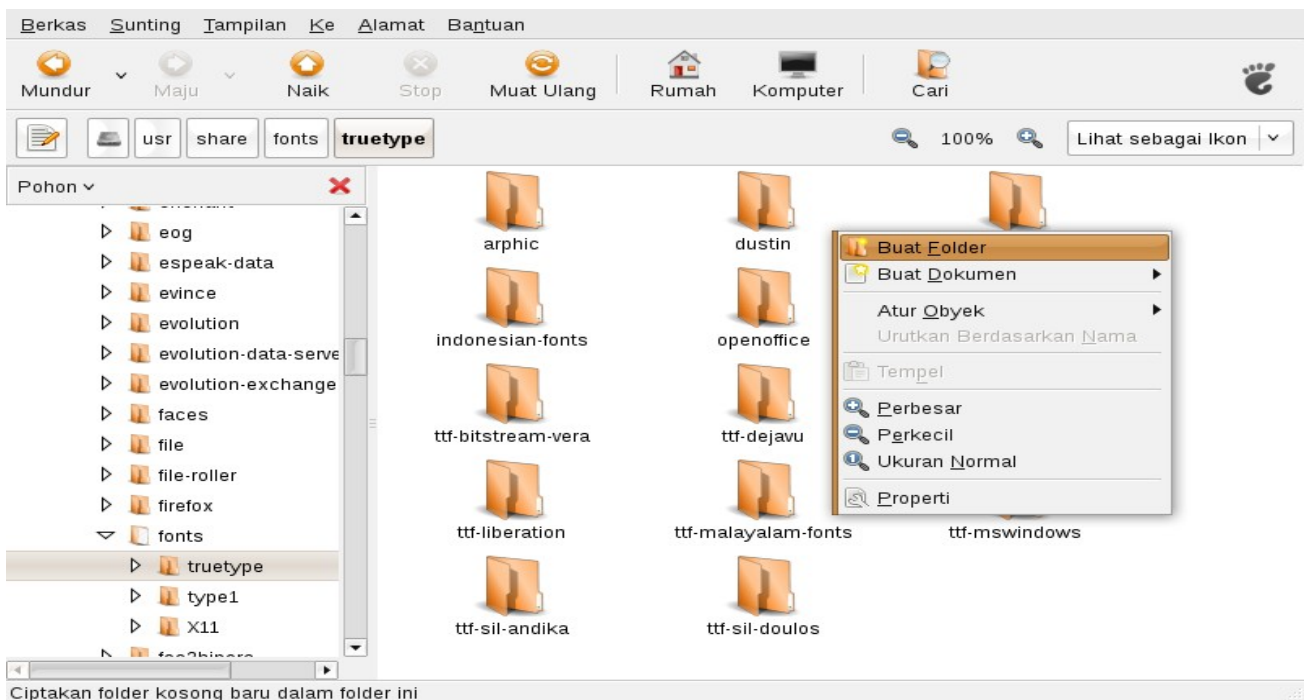 Berkas Sunting Tampilan Ke Alamat Bantuan
Mundur Maju Naik Stop Muat Ulang Rumah Komputer Cari
usr share fonts truetype 100% Lihat sebagai Ikon
Pohon
eog
espeak-data
evince
evolution
evolution-data-serve
evolution-exchange
faces
file
file-roller
firefox
fonts
truetype
type1
X11
arphic dustin
indonesian-fonts openoffice
ttf-bitstream-vera ttf-dejavu
ttf-liberation ttf-malayalam-fonts ttf-mswindows
ttf-sil-andika ttf-sil-doulos
Buat Folder
Buat Dokumen
Atur Obyek
Urutkan Berdasarkan Nama
Tempel
Perbesar
Perkecil
Ukuran Normal
Properti
Ciptakan folder kosong baru dalam folder ini